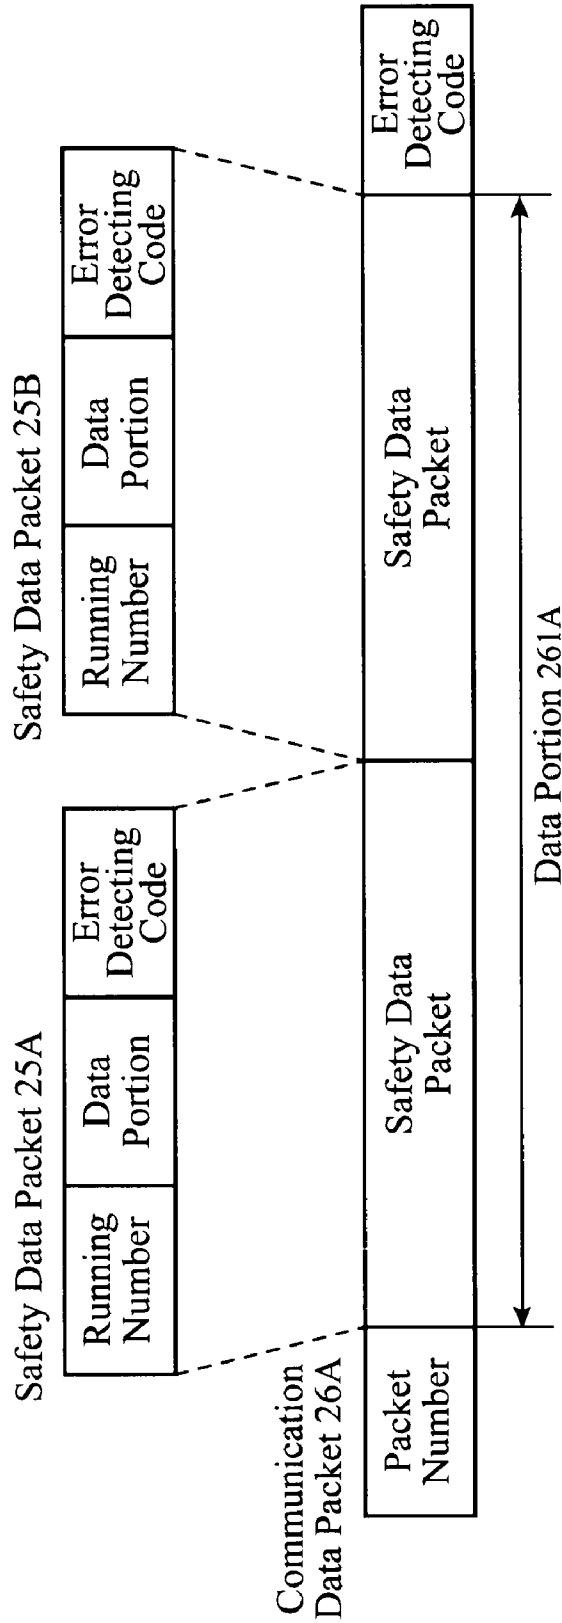 Safety Data Packet 25A
Running
Number
Data
Portion
Error
Detecting
Code
Safety Data Packet 25B
Running
Number
Data
Portion
Error
Detecting
Code
Communication
Data Packet 26A
Packet
Number
Safety Data
Packet
Safety Data
Packet
Error
Detecting
Code
Data Portion 261A